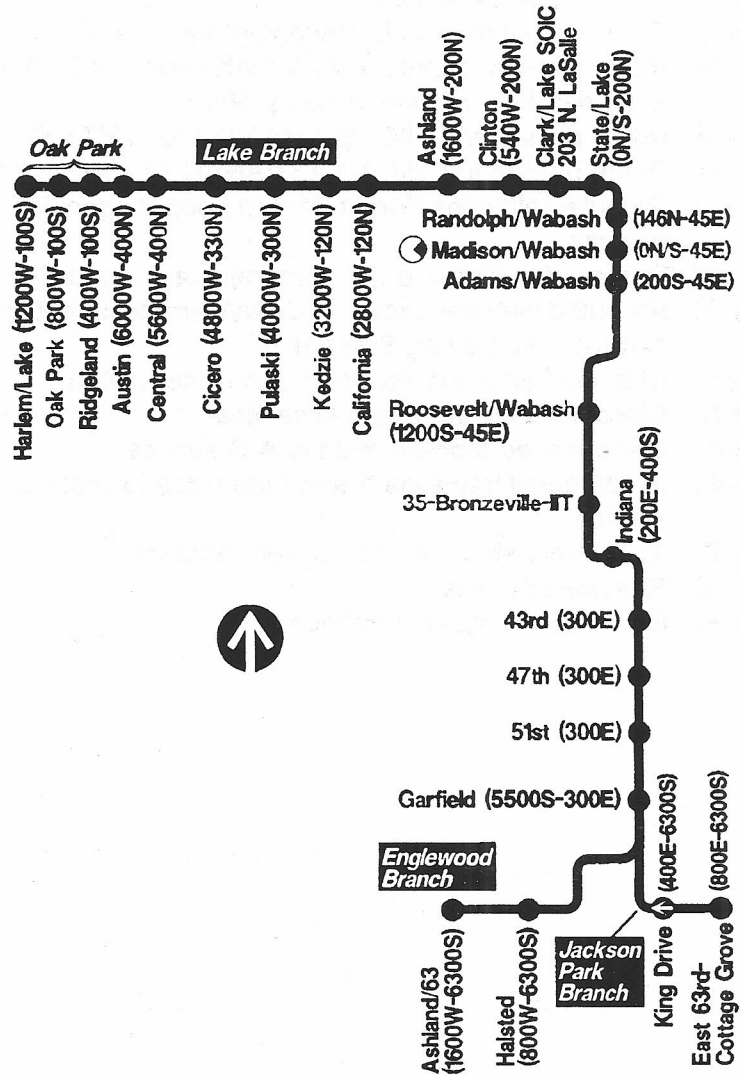 Oak Park
Lake Branch
Harlem/Lake (1200W-100S)
Oak Park (800W-100S)
Ridgeland (400W-100S)
Austin (6000W-400N)
Central (5600W-400N)
Cicero (4800W-330N)
Pulaski (4000W-300N)
Kedzie (3200W-120N)
California (2800W-120N)
Ashland
(1600W-200N)
Clinton
(540W-200N)
Clark/Lake SOIC
203 N. LaSalle
State/Lake
(0N/S-200N)
Randolph/Wabash (146N-45E)
Madison/Wabash (0N/S-45E)
Adams/Wabash (200S-45E)
Roosevelt/Wabash
(1200S-45E)
35-Bronzeville-IIT
Indiana
(200E-400S)
43rd (300E)
47th (300E)
51st (300E)
Garfield (5500S-300E)
Englewood
Branch
Ashland/63
(1600W-6300S)
Halsted
(800W-6300S)
Jackson
Park
Branch
King Drive (400E-6300S)
East 63rd-
Cottage Grove (800E-6300S)